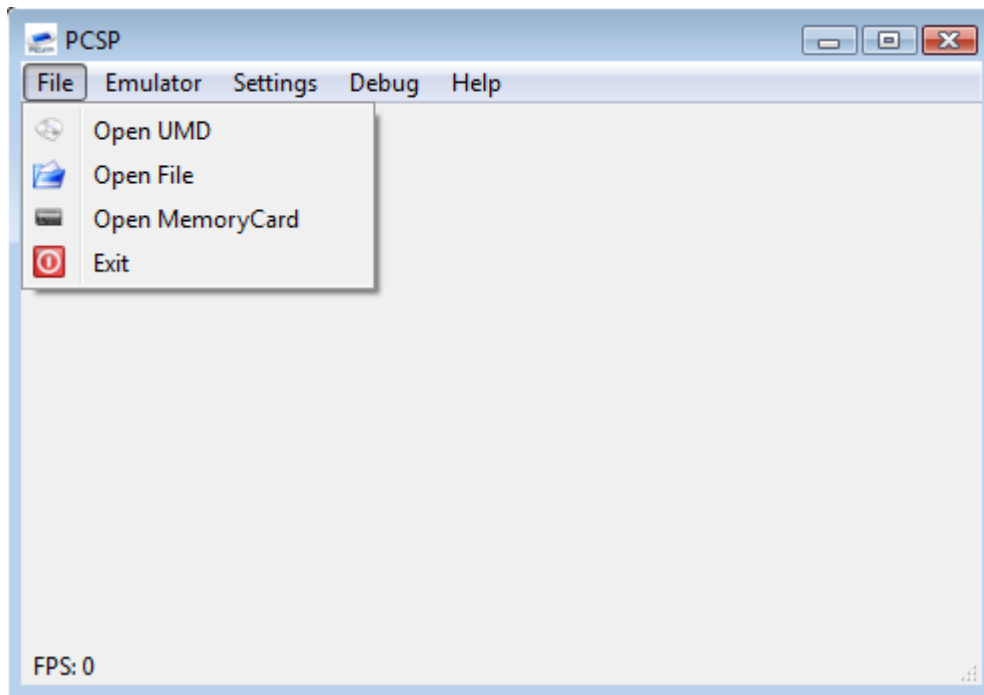 PCSP
File Emulator Settings Debug Help
Open UMD
Open File
Open MemoryCard
Exit
FPS: 0